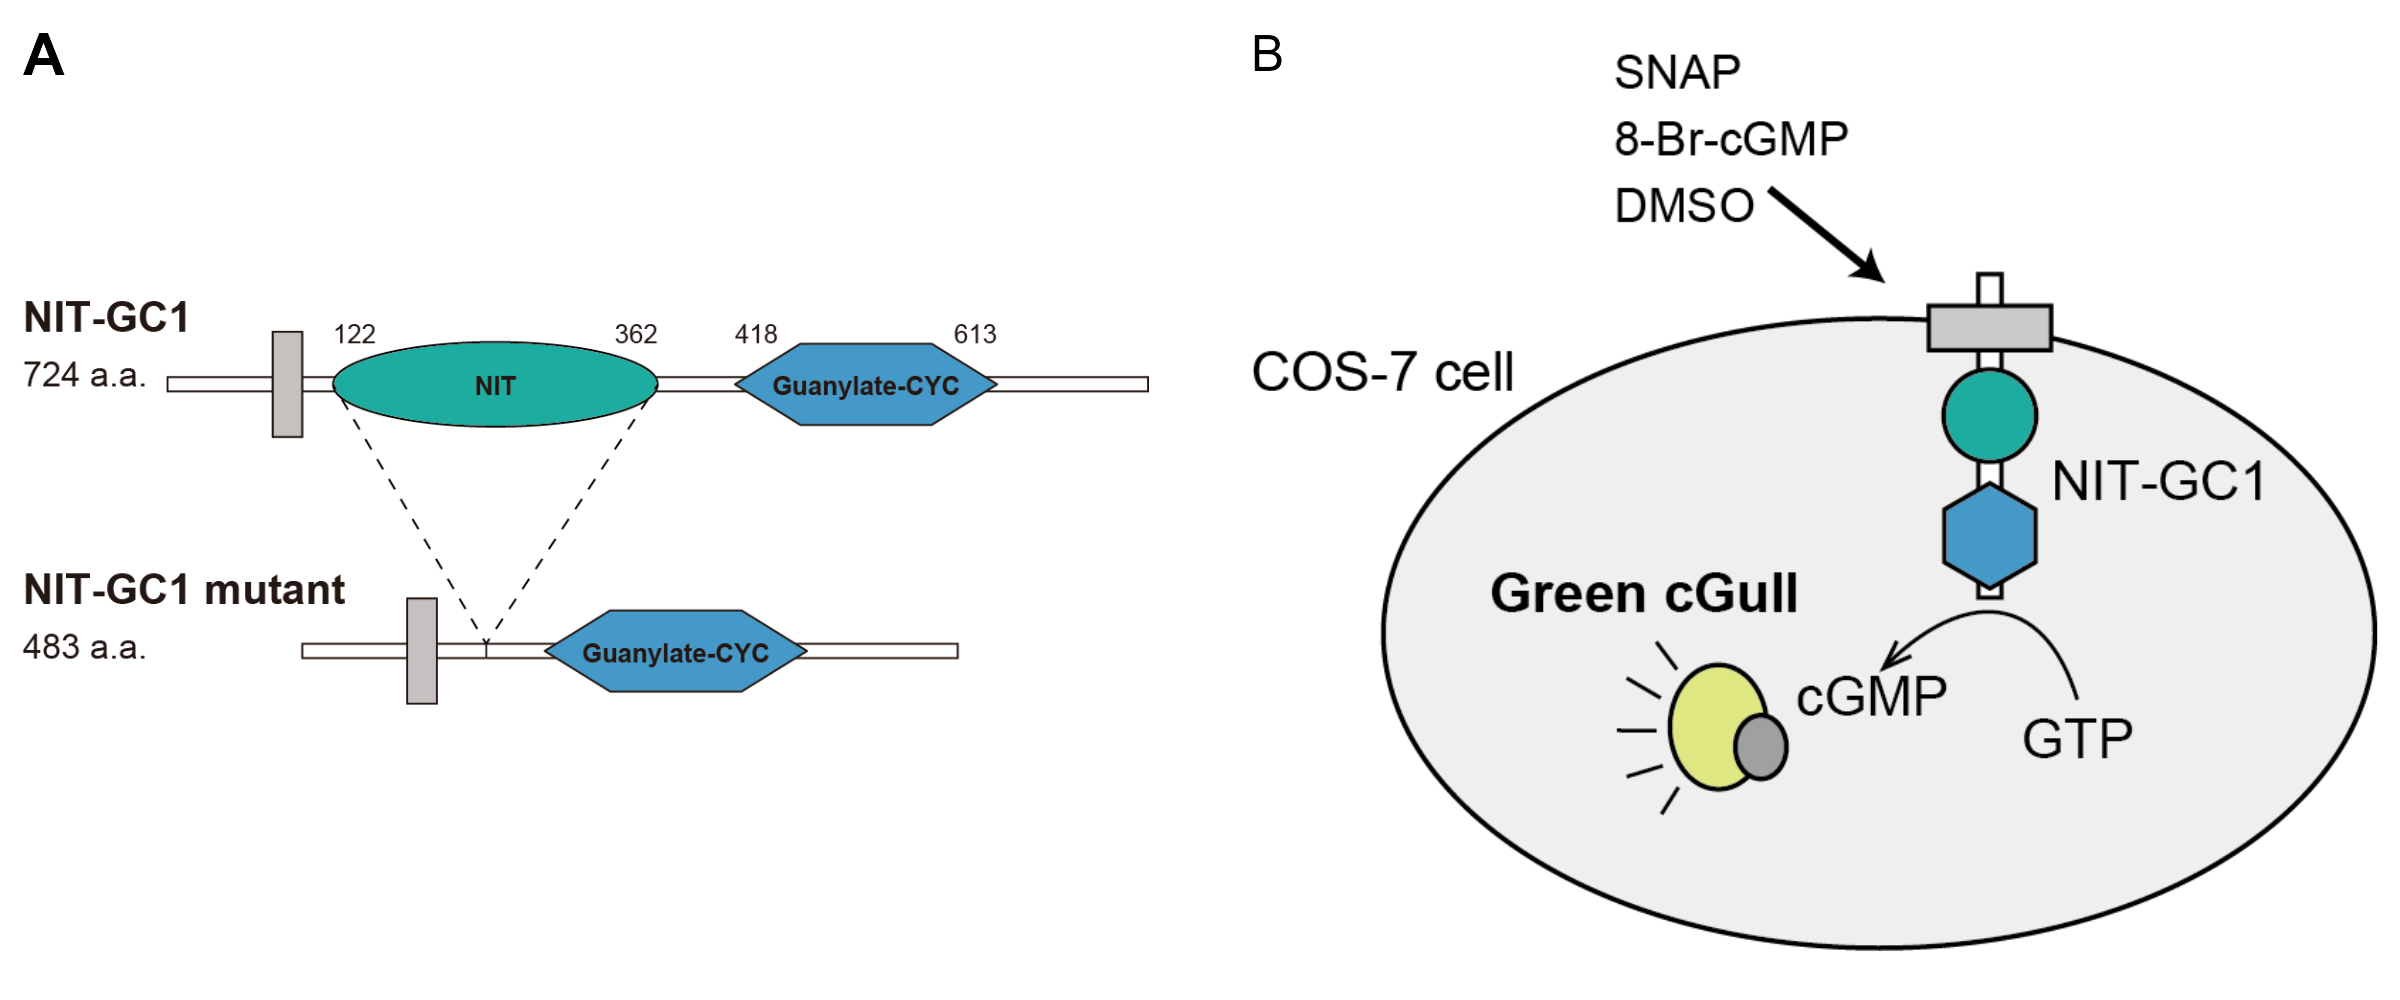 A
NIT-GC1
724 a.a.
122
362
418
613
NIT
Guanylate-CYC
NIT-GC1 mutant
483 a.a.
Guanylate-CYC
B
SNAP
8-Br-cGMP
DMSO
COS-7 cell
NIT-GC1
Green cGull
cGMP
GTP